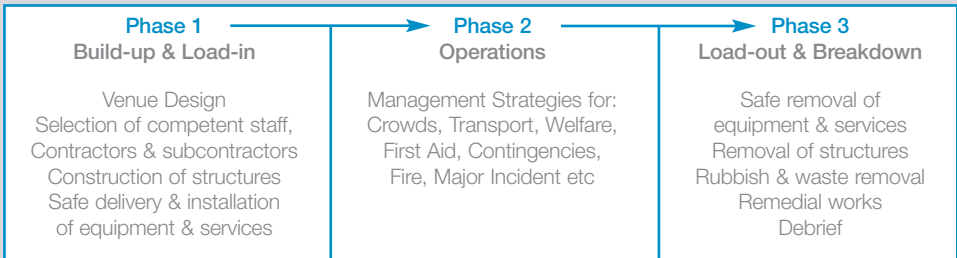 Phase 1
Build-up & Load-in
Venue Design
Selection of competent staff,
Contractors & subcontractors
Construction of structures
Safe delivery & installation
of equipment & services
Phase 2
Operations
Management Strategies for:
Crowds, Transport, Welfare,
First Aid, Contingencies,
Fire, Major Incident etc
Phase 3
Load-out & Breakdown
Safe removal of
equipment & services
Removal of structures
Rubbish & waste removal
Remedial works
Debrief